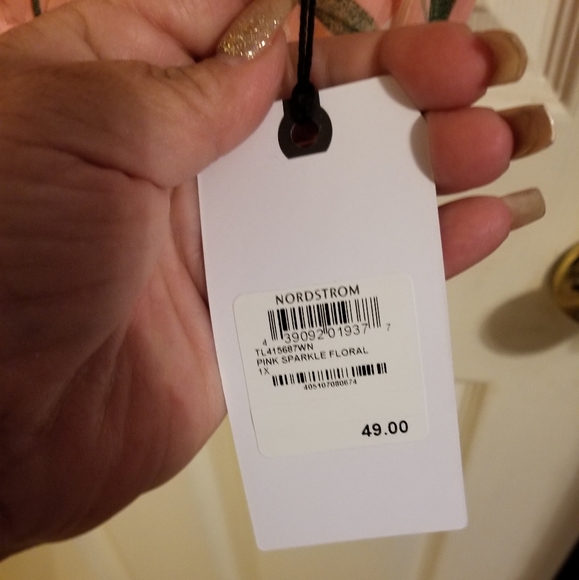 NORDSTROM
4 39092 01937 7
TL415687WN
PINK SPARKLE FLORAL
1X
405107080674
49.00